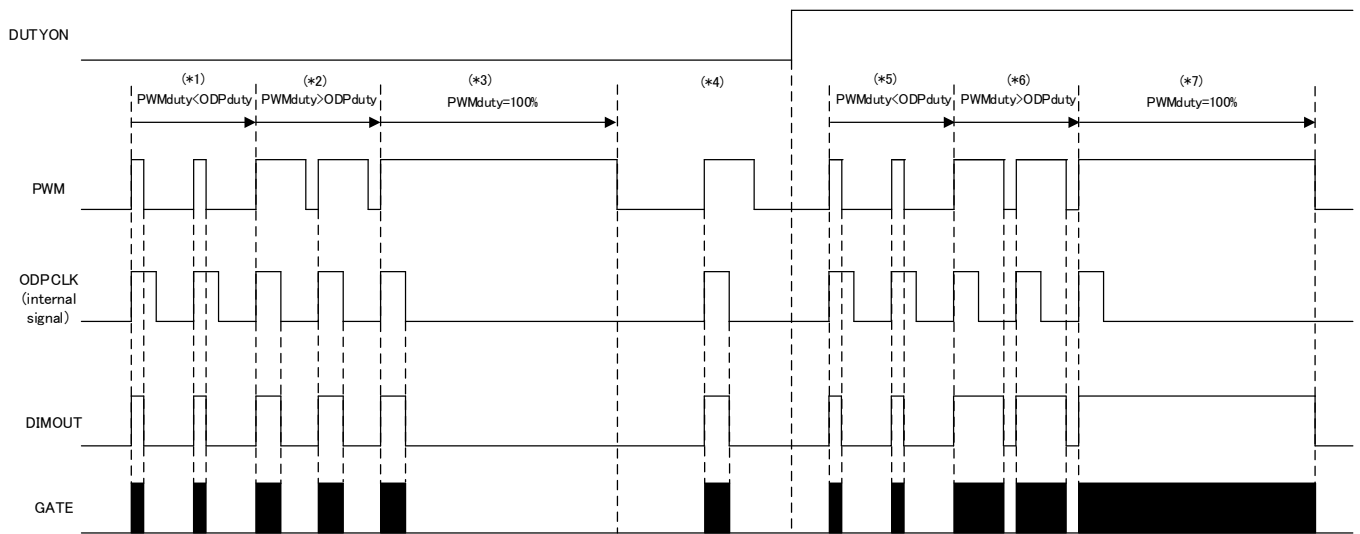 DUTYON
(*1)
PWMduty<ODPduty
(*2)
PWMduty>ODPduty
(*3)
PWMduty=100%
(*4)
(*5)
PWMduty<ODPduty
(*6)
PWMduty>ODPduty
(*7)
PWMduty=100%
PWM
ODPCLK
(internal
signal)
DIMOUT
GATE